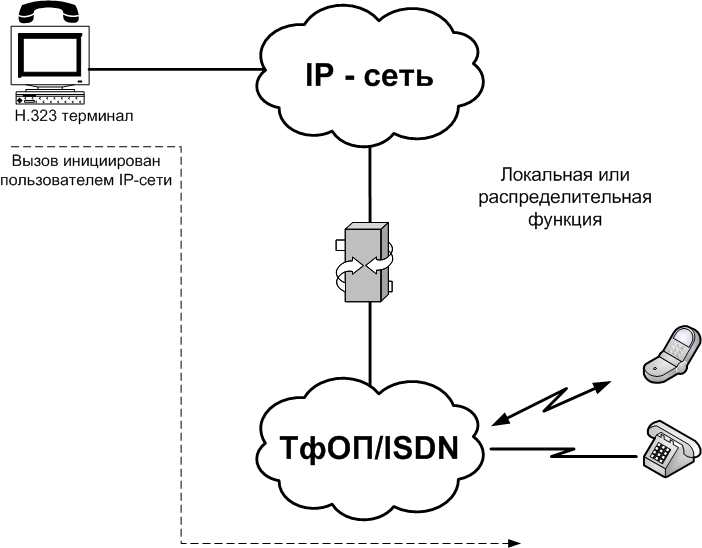 IP - сеть
Н.323 терминал
Вызов инициирован
пользователем IP-сети
Локальная или
распределительная
функция
ТфОП/ISDN